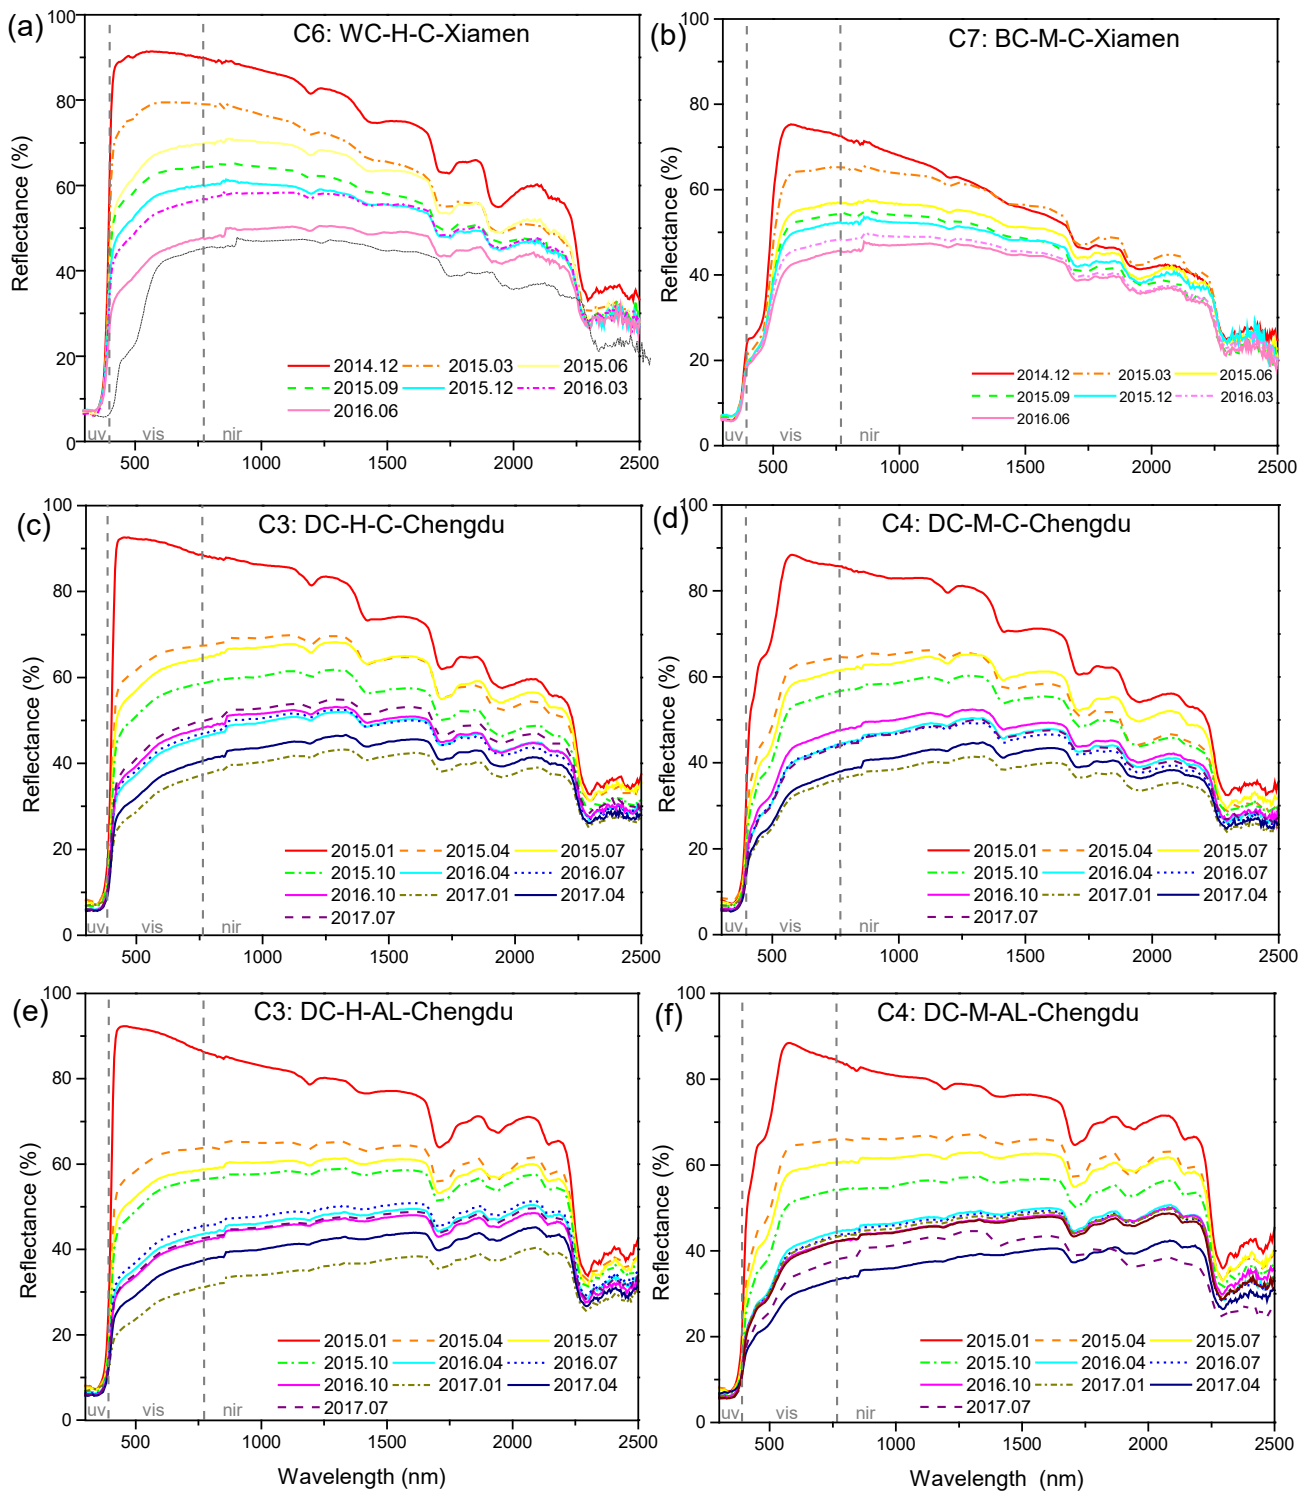 (a)
C6: WC-H-C-Xiamen
Reflectance (%)
100
80
60
40
20
0
uv vis nir
500 1000 1500 2000 2500
2014.12 2015.03 2015.06
2015.09 2015.12 2016.03
2016.06
(b)
C7: BC-M-C-Xiamen
Reflectance (%)
100
80
60
40
20
0
uv vis nir
500 1000 1500 2000 2500
2014.12 2015.03 2015.06
2015.09 2015.12 2016.03
2016.06
(c)
C3: DC-H-C-Chengdu
Reflectance (%)
100
80
60
40
20
0
uv vis nir
500 1000 1500 2000 2500
2015.01 2015.04 2015.07
2015.10 2016.04 2016.07
2016.10 2017.01 2017.04
2017.07
(d)
C4: DC-M-C-Chengdu
Reflectance (%)
100
80
60
40
20
0
uv vis nir
500 1000 1500 2000 2500
2015.01 2015.04 2015.07
2015.10 2016.04 2016.07
2016.10 2017.01 2017.04
2017.07
(e)
C3: DC-H-AL-Chengdu
Reflectance (%)
100
80
60
40
20
0
uv vis nir
500 1000 1500 2000 2500
2015.01 2015.04 2015.07
2015.10 2016.04 2016.07
2016.10 2017.01 2017.04
2017.07
Wavelength (nm)
(f)
C4: DC-M-AL-Chengdu
Reflectance (%)
100
80
60
40
20
0
uv vis nir
500 1000 1500 2000 2500
2015.01 2015.04 2015.07
2015.10 2016.04 2016.07
2016.10 2017.01 2017.04
2017.07
Wavelength (nm)